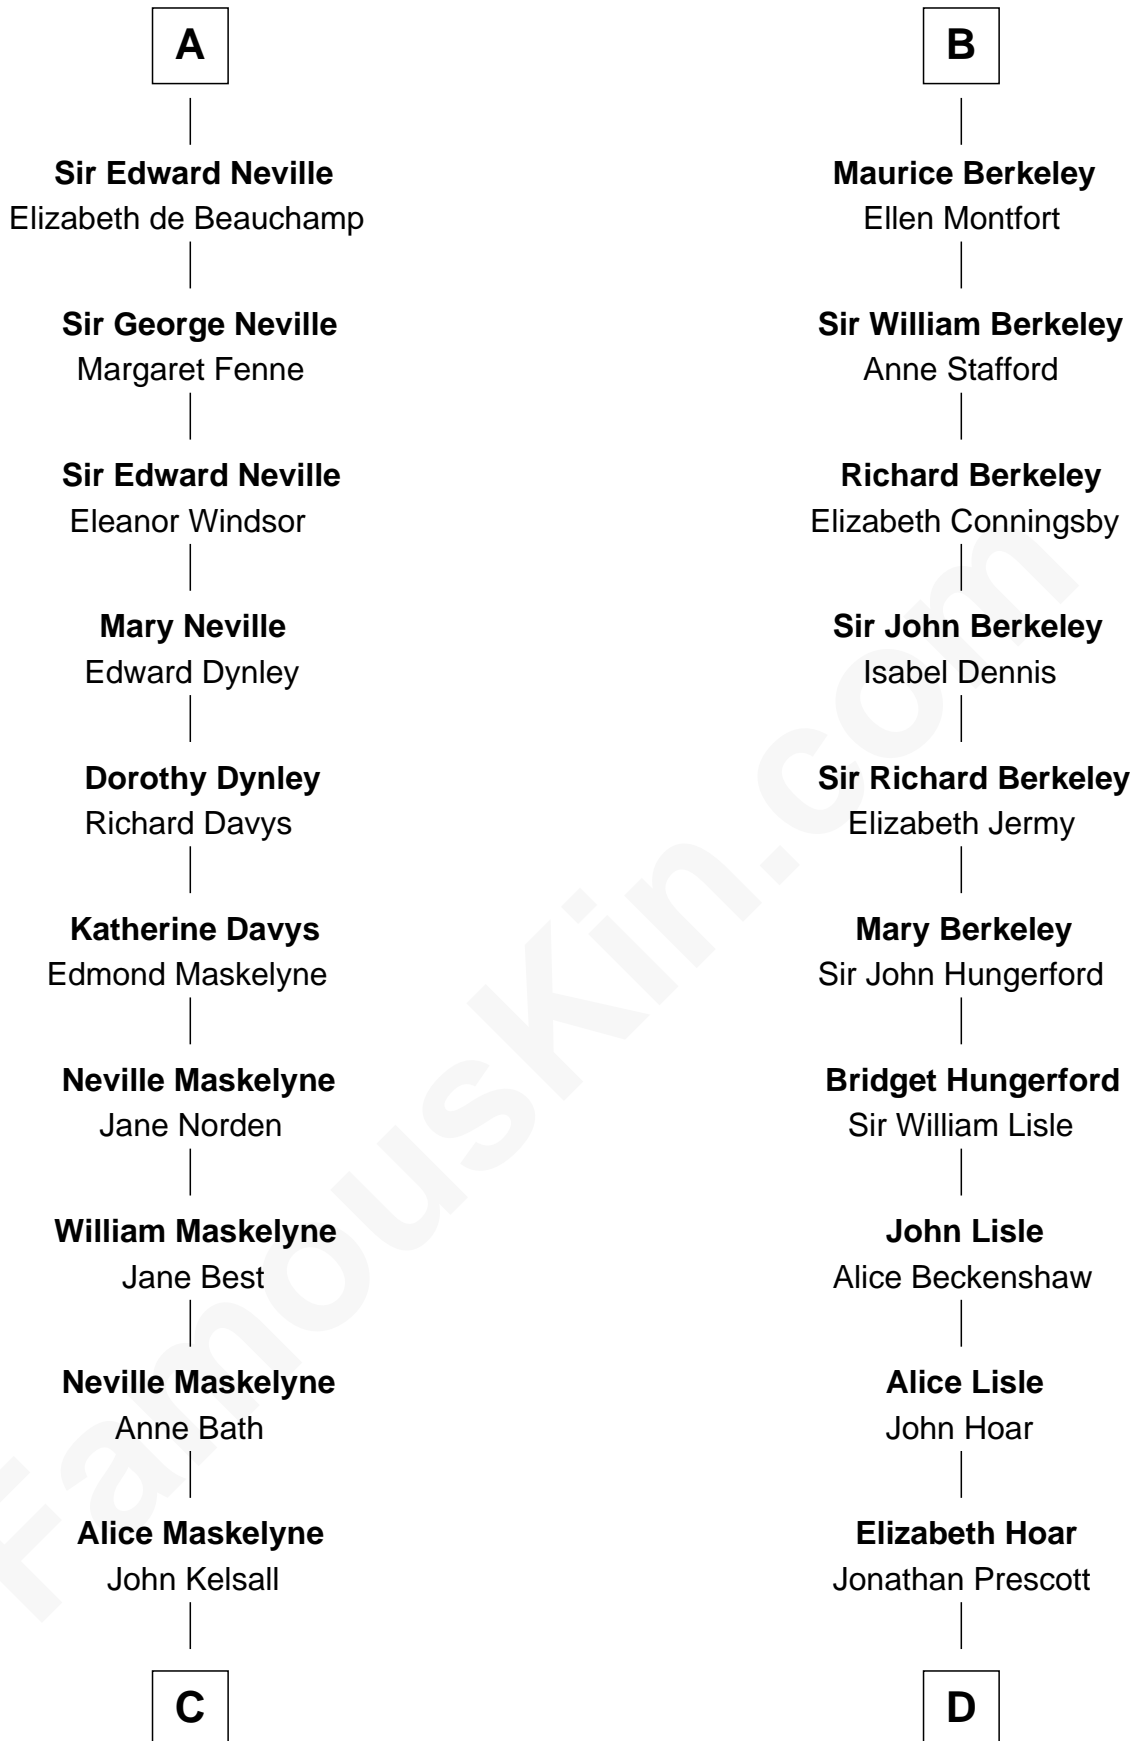 A
Sir Edward Neville
Elizabeth de Beauchamp
Sir George Neville
Margaret Fenne
Sir Edward Neville
Eleanor Windsor
Mary Neville
Edward Dynley
Dorothy Dynley
Richard Davys
Katherine Davys
Edmond Maskelyne
Neville Maskelyne
Jane Norden
William Maskelyne
Jane Best
Neville Maskelyne
Anne Bath
Alice Maskelyne
John Kelsall
C
B
Maurice Berkeley
Ellen Montfort
Sir William Berkeley
Anne Stafford
Richard Berkeley
Elizabeth Conningsby
Sir John Berkeley
Isabel Dennis
Sir Richard Berkeley
Elizabeth Jermy
Mary Berkeley
Sir John Hungerford
Bridget Hungerford
Sir William Lisle
John Lisle
Alice Beckenshaw
Alice Lisle
John Hoar
Elizabeth Hoar
Jonathan Prescott
D
FamousKin.com